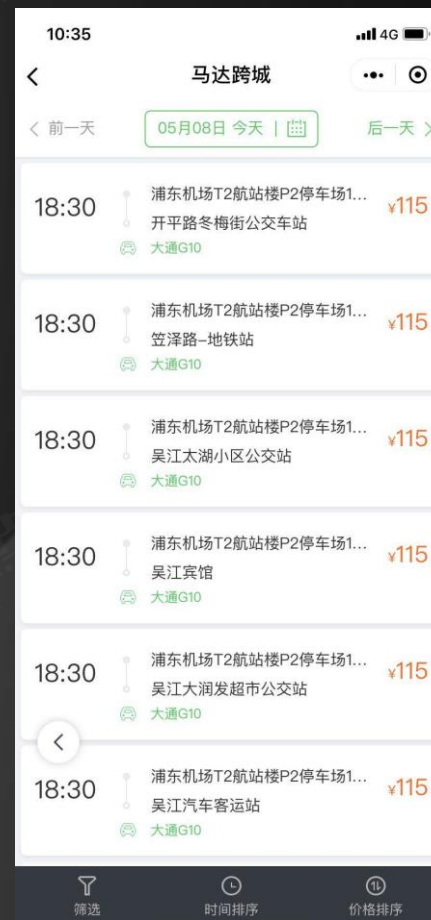 10:35
4G
马达跨城
前一天
05月08日 今天
后一天
18:30
浦东机场T2航站楼P2停车场1...
¥115
开平路冬梅街公交车站
大通G10
18:30
浦东机场T2航站楼P2停车场1...
¥115
笠泽路-地铁站
大通G10
18:30
浦东机场T2航站楼P2停车场1...
¥115
吴江太湖小区公交站
大通G10
18:30
浦东机场T2航站楼P2停车场1...
¥115
吴江宾馆
大通G10
18:30
浦东机场T2航站楼P2停车场1...
¥115
吴江大润发超市公交站
大通G10
18:30
浦东机场T2航站楼P2停车场1...
¥115
吴江汽车客运站
大通G10
筛选
时间排序
价格排序